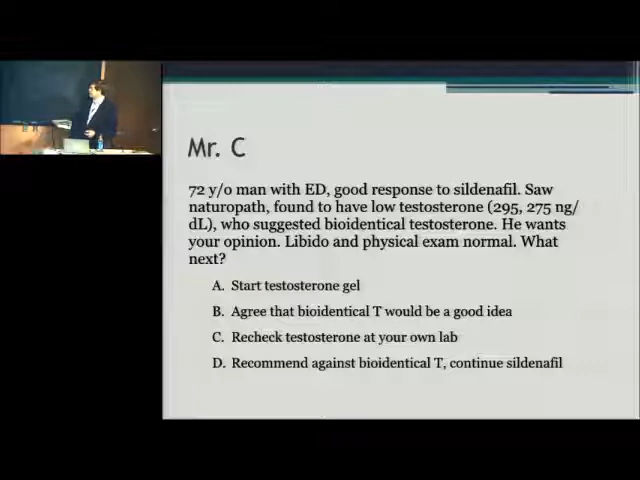 Mr. C
72 y/o man with ED, good response to sildenafil. Saw
naturopath, found to have low testosterone (295, 275 ng/
dL), who suggested bioidentical testosterone. He wants
your opinion. Libido and physical exam normal. What
next?
A. Start testosterone gel
B. Agree that bioidentical T would be a good idea
C. Recheck testosterone at your own lab
D. Recommend against bioidentical T, continue sildenafil